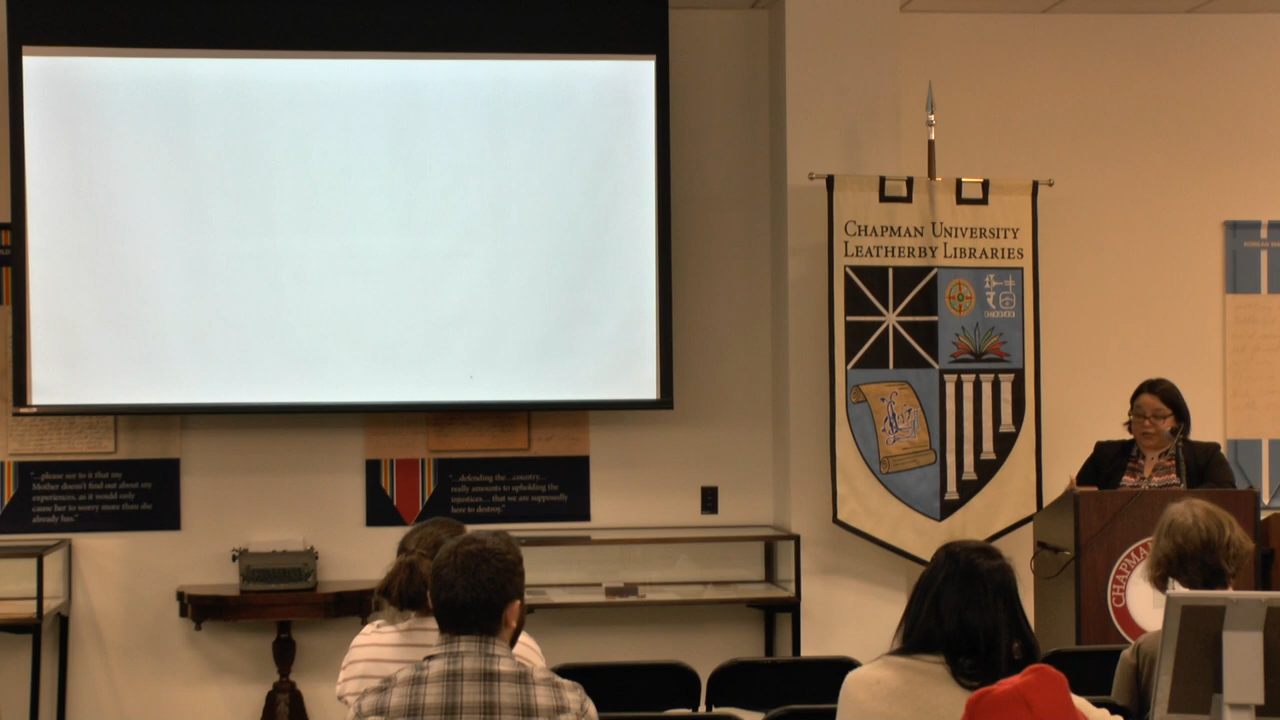 CHAPMAN UNIVERSITY
LEATHERBY LIBRARIES
"...please see to it that my
Mother doesn't find out about my
experiences, as it would only
cause her to worry more than she
already has."
"...defending the...country...
really amounts to upholding the
injustices... that we are supposedly
here to destroy."
KOREAN
CHAPMAN